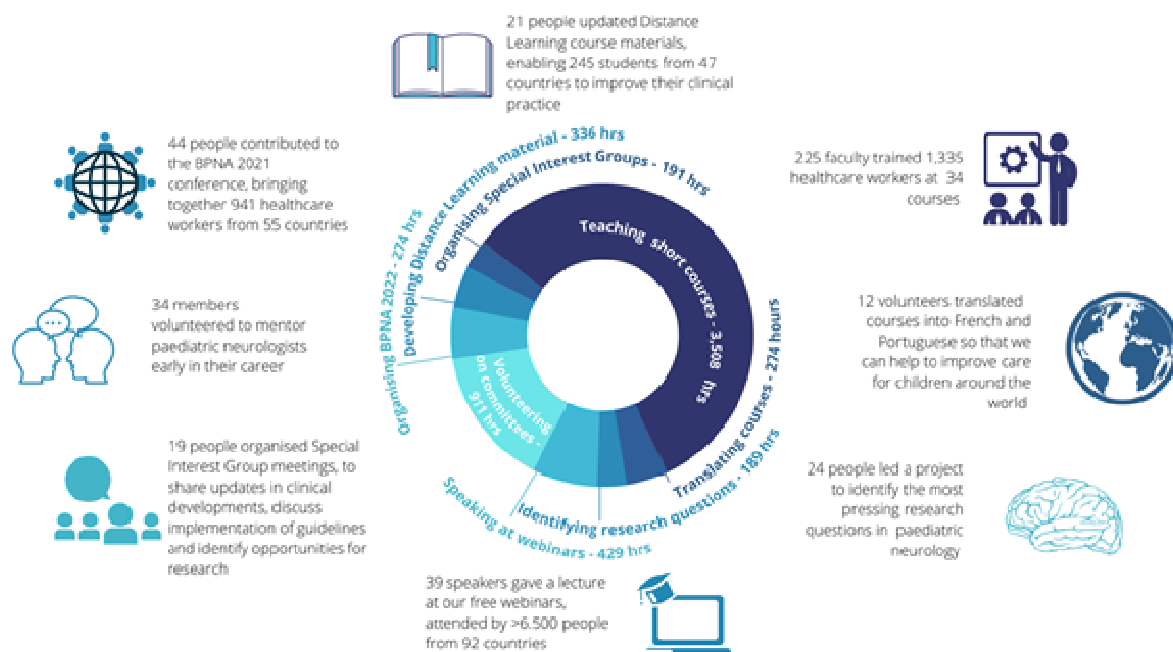 21 people updated Distance
Learning course materials,
enabling 245 students from 47
countries to improve their clinical
practice
44 people contributed to
the BPNA 2021
conference, bringing
together 941 healthcare
workers from 55 countries
225 faculty trained 1,335
healthcare workers at 34
courses
34 members
volunteered to mentor
paediatric neurologists
early in their career
12 volunteers translated
courses into French and
Portuguese so that we
can help to improve care
for children around the
world
19 people organised Special
Interest Group meetings, to
share updates in clinical
developments, discuss
implementation of guidelines
and identify opportunities for
research
24 people led a project
to identify the most
pressing research
questions in paediatric
neurology
39 speakers gave a lecture
at our free webinars,
attended by >6,500 people
from 92 countries
Teaching short courses - 3,508 hrs
Translating courses - 274 hours
Identifying research questions - 189 hrs
Speaking at webinars - 429 hrs
Volunteering
on committees -
911 hrs
Organising BPNA 2022 - 274 hrs
Developing Distance Learning material - 336 hrs
Organising Special Interest Groups - 191 hrs